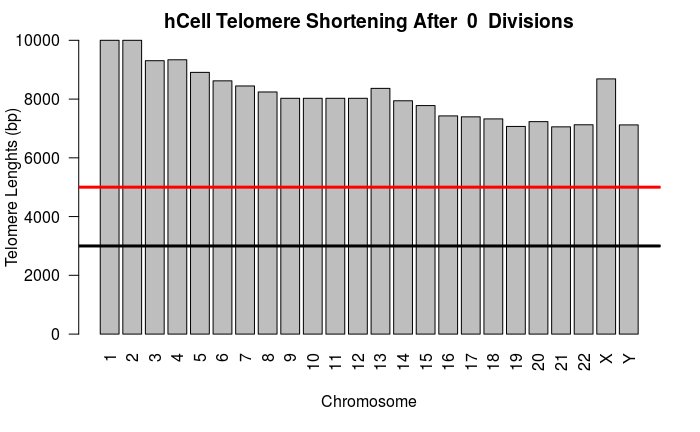 hCell Telomere Shortening After 0 Divisions
Telomere Lenghts (bp)
10000
8000
6000
4000
2000
0
1 2 3 4 5 6 7 8 9 10 11 12 13 14 15 16 17 18 19 20 21 22 X Y
Chromosome